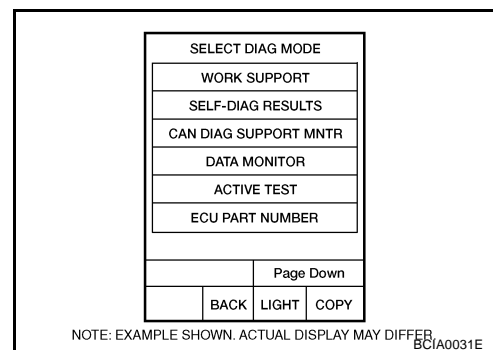 SELECT DIAG MODE
WORK SUPPORT
SELF-DIAG RESULTS
CAN DIAG SUPPORT MNTR
DATA MONITOR
ACTIVE TEST
ECU PART NUMBER
Page Down
BACK LIGHT COPY
NOTE: EXAMPLE SHOWN. ACTUAL DISPLAY MAY DIFFER.
BCIA0031E